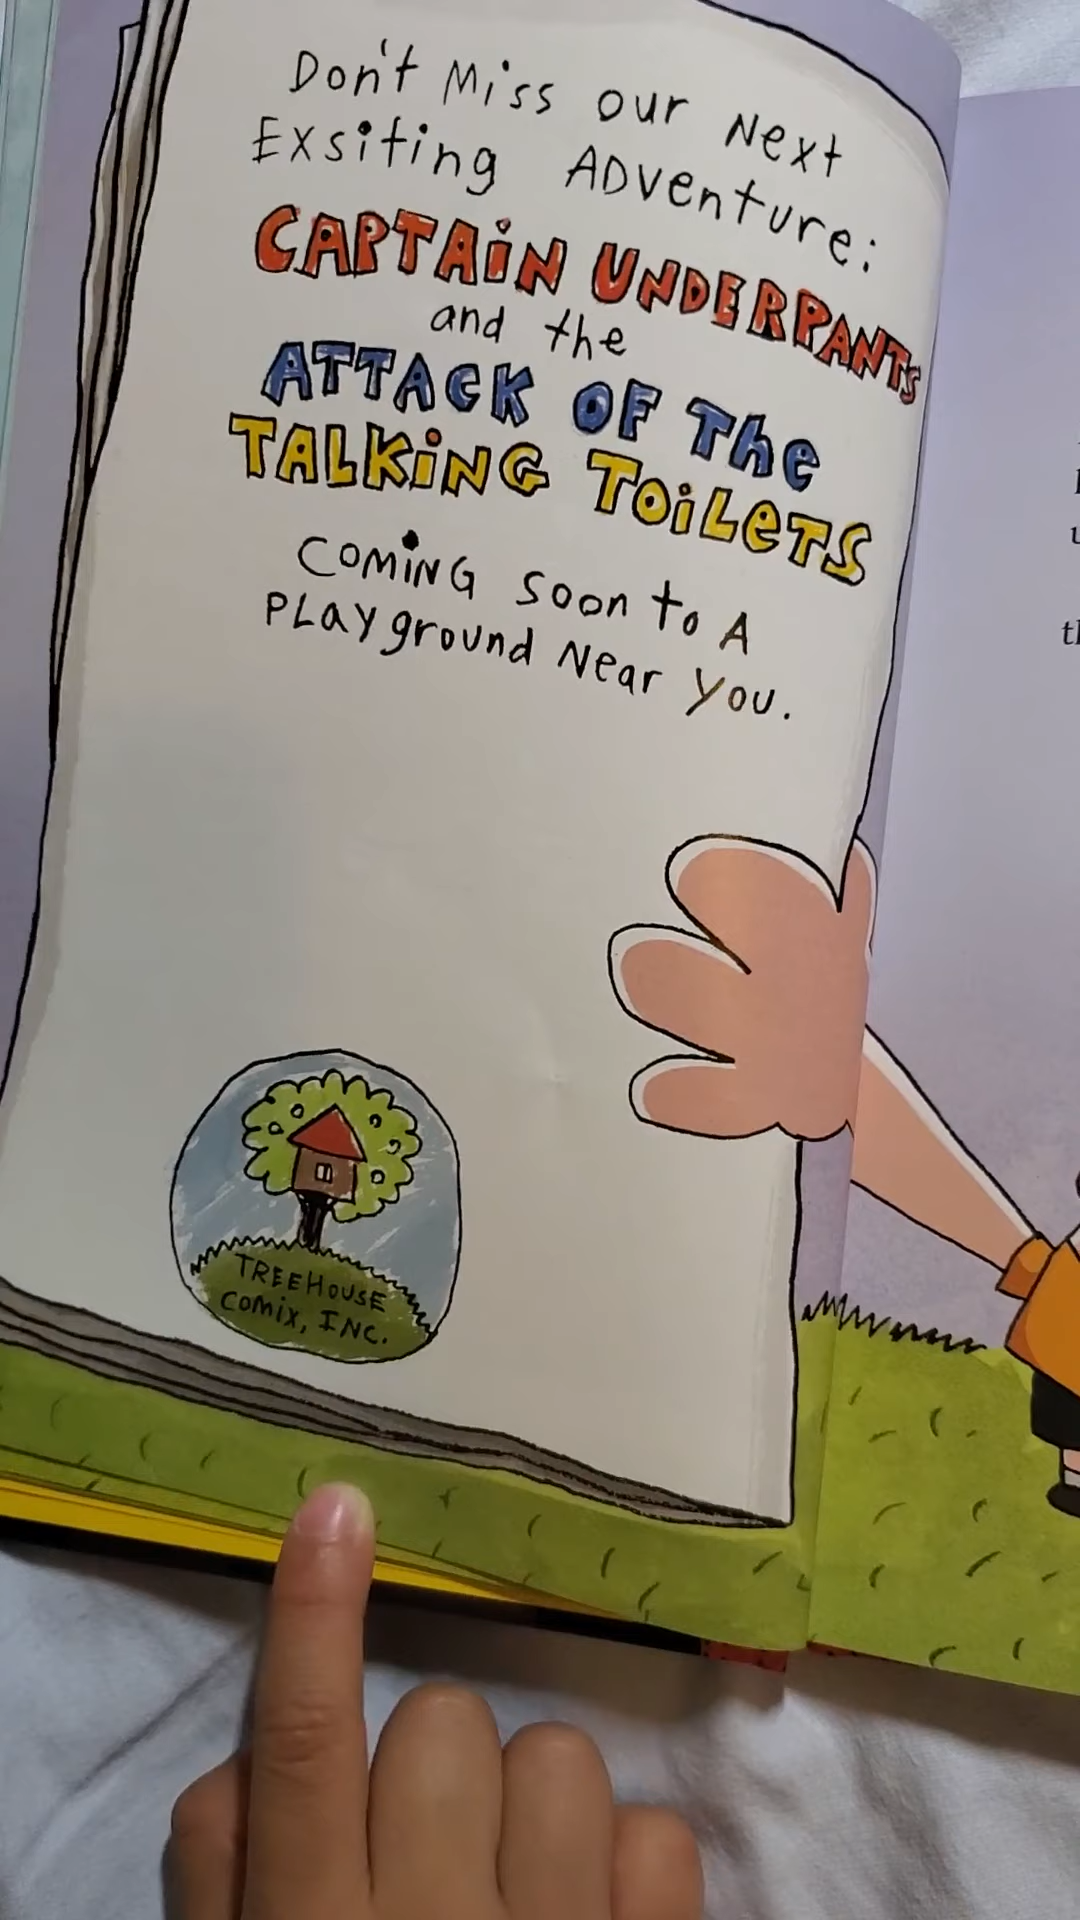 Don't Miss our Next
Exsiting ADventure:
CAPTAiN UNDERPANTS
and the
ATTACK OF The
TALKiNG ToiLeTS
COMiNG Soon to A
PLAYground Near You.
TREEHOUSE
COMiX, INC.